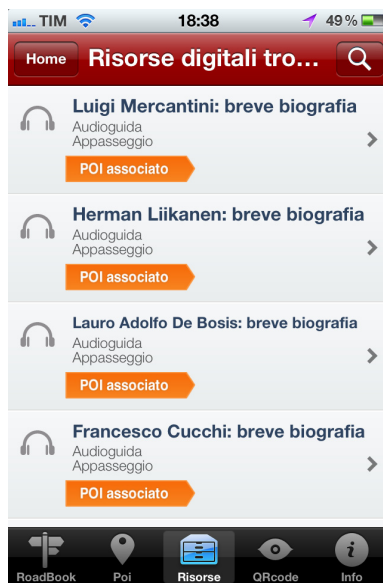 TIM 18:38 49%
Home Risorse digitali tro...
Luigi Mercantini: breve biografia
Audioguida
Appasseggio
POI associato
Herman Liikanen: breve biografia
Audioguida
Appasseggio
POI associato
Lauro Adolfo De Bosis: breve biografia
Audioguida
Appasseggio
POI associato
Francesco Cucchi: breve biografia
Audioguida
Appasseggio
POI associato
RoadBook Poi Risorse QRcode Info